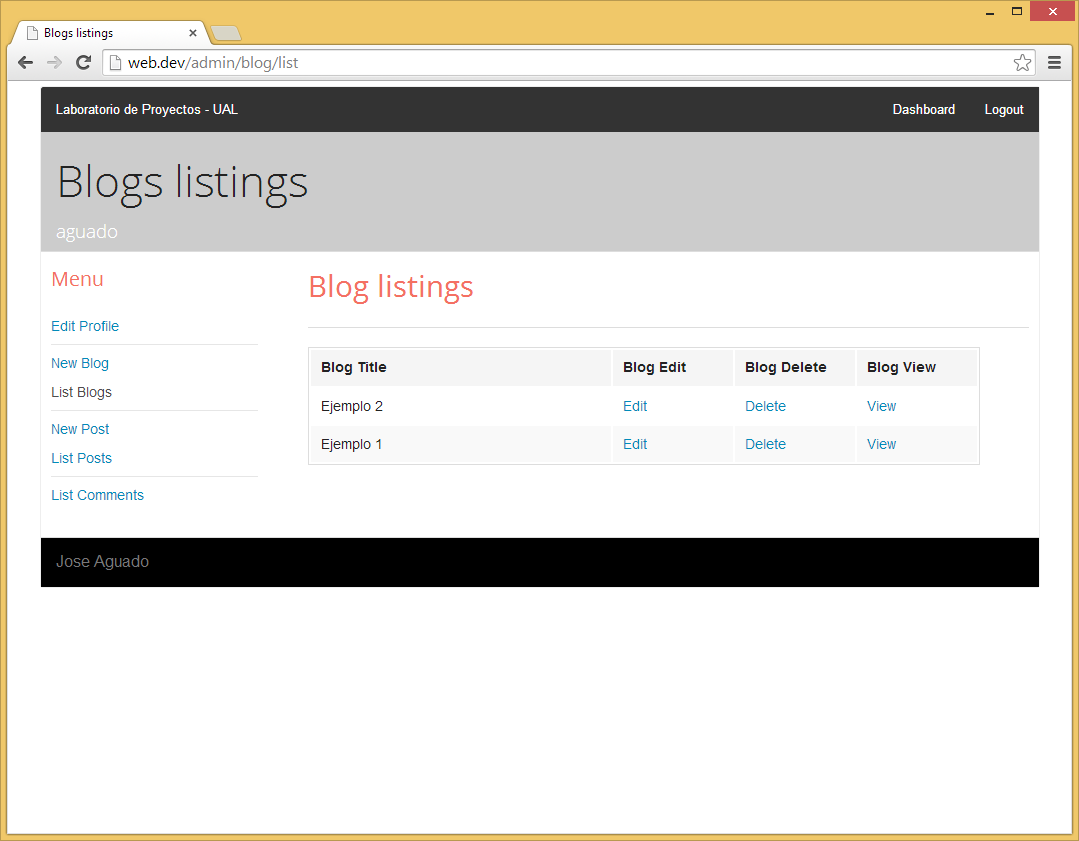 Blogs listings
web.dev/admin/blog/list
Laboratorio de Proyectos - UAL Dashboard Logout
Blogs listings
aguado
Menu
Edit Profile
New Blog
List Blogs
New Post
List Posts
List Comments
Blog listings
Blog Title Blog Edit Blog Delete Blog View
Ejemplo 2 Edit Delete View
Ejemplo 1 Edit Delete View
Jose Aguado